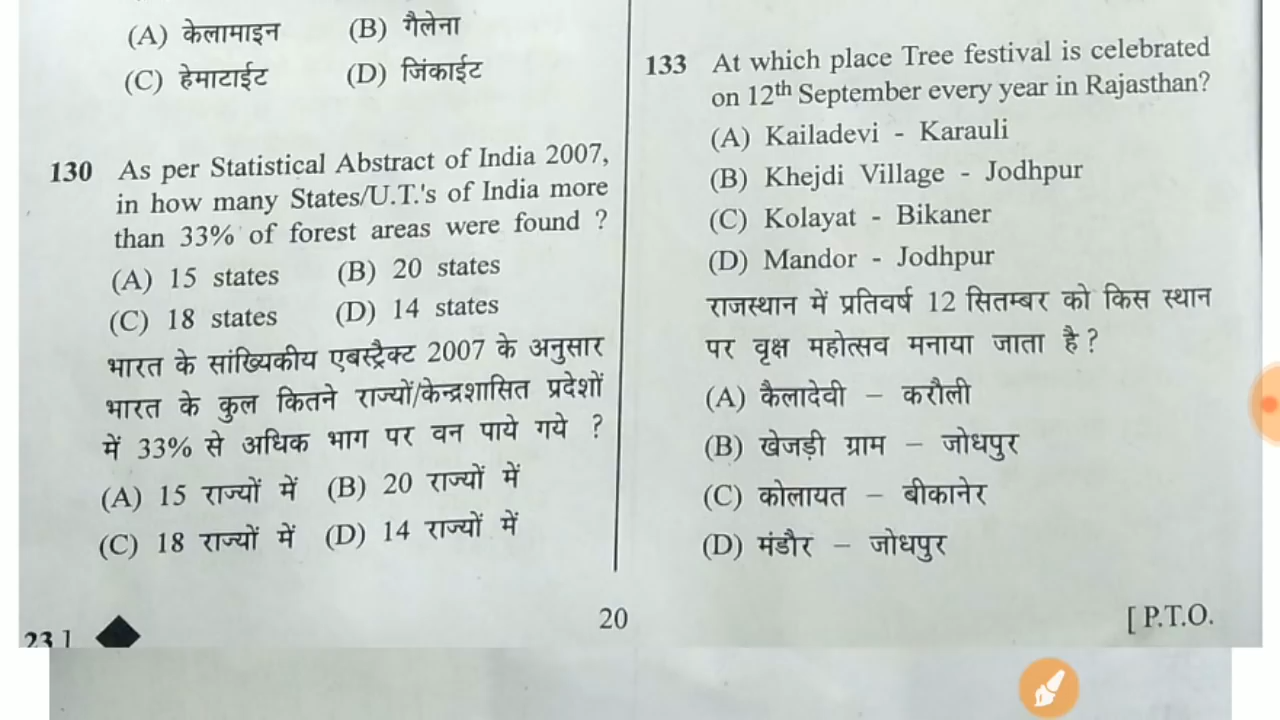 (A) केलामाइन (B) गैलेना
(C) हेमाटाईट (D) जिंकाईट
130 As per Statistical Abstract of India 2007,
in how many States/U.T.'s of India more
than 33% of forest areas were found ?
(A) 15 states (B) 20 states
(C) 18 states (D) 14 states
भारत के सांख्यिकीय एबस्ट्रैक्ट 2007 के अनुसार
भारत के कुल कितने राज्यों/केन्द्रशासित प्रदेशों
में 33% से अधिक भाग पर वन पाये गये ?
(A) 15 राज्यों में (B) 20 राज्यों में
(C) 18 राज्यों में (D) 14 राज्यों में
133 At which place Tree festival is celebrated
on 12th September every year in Rajasthan?
(A) Kailadevi - Karauli
(B) Khejdi Village - Jodhpur
(C) Kolayat - Bikaner
(D) Mandor - Jodhpur
राजस्थान में प्रतिवर्ष 12 सितम्बर को किस स्थान
पर वृक्ष महोत्सव मनाया जाता है ?
(A) कैलादेवी – करौली
(B) खेजड़ी ग्राम – जोधपुर
(C) कोलायत – बीकानेर
(D) मंडौर – जोधपुर
23 ]
20
[ P.T.O.